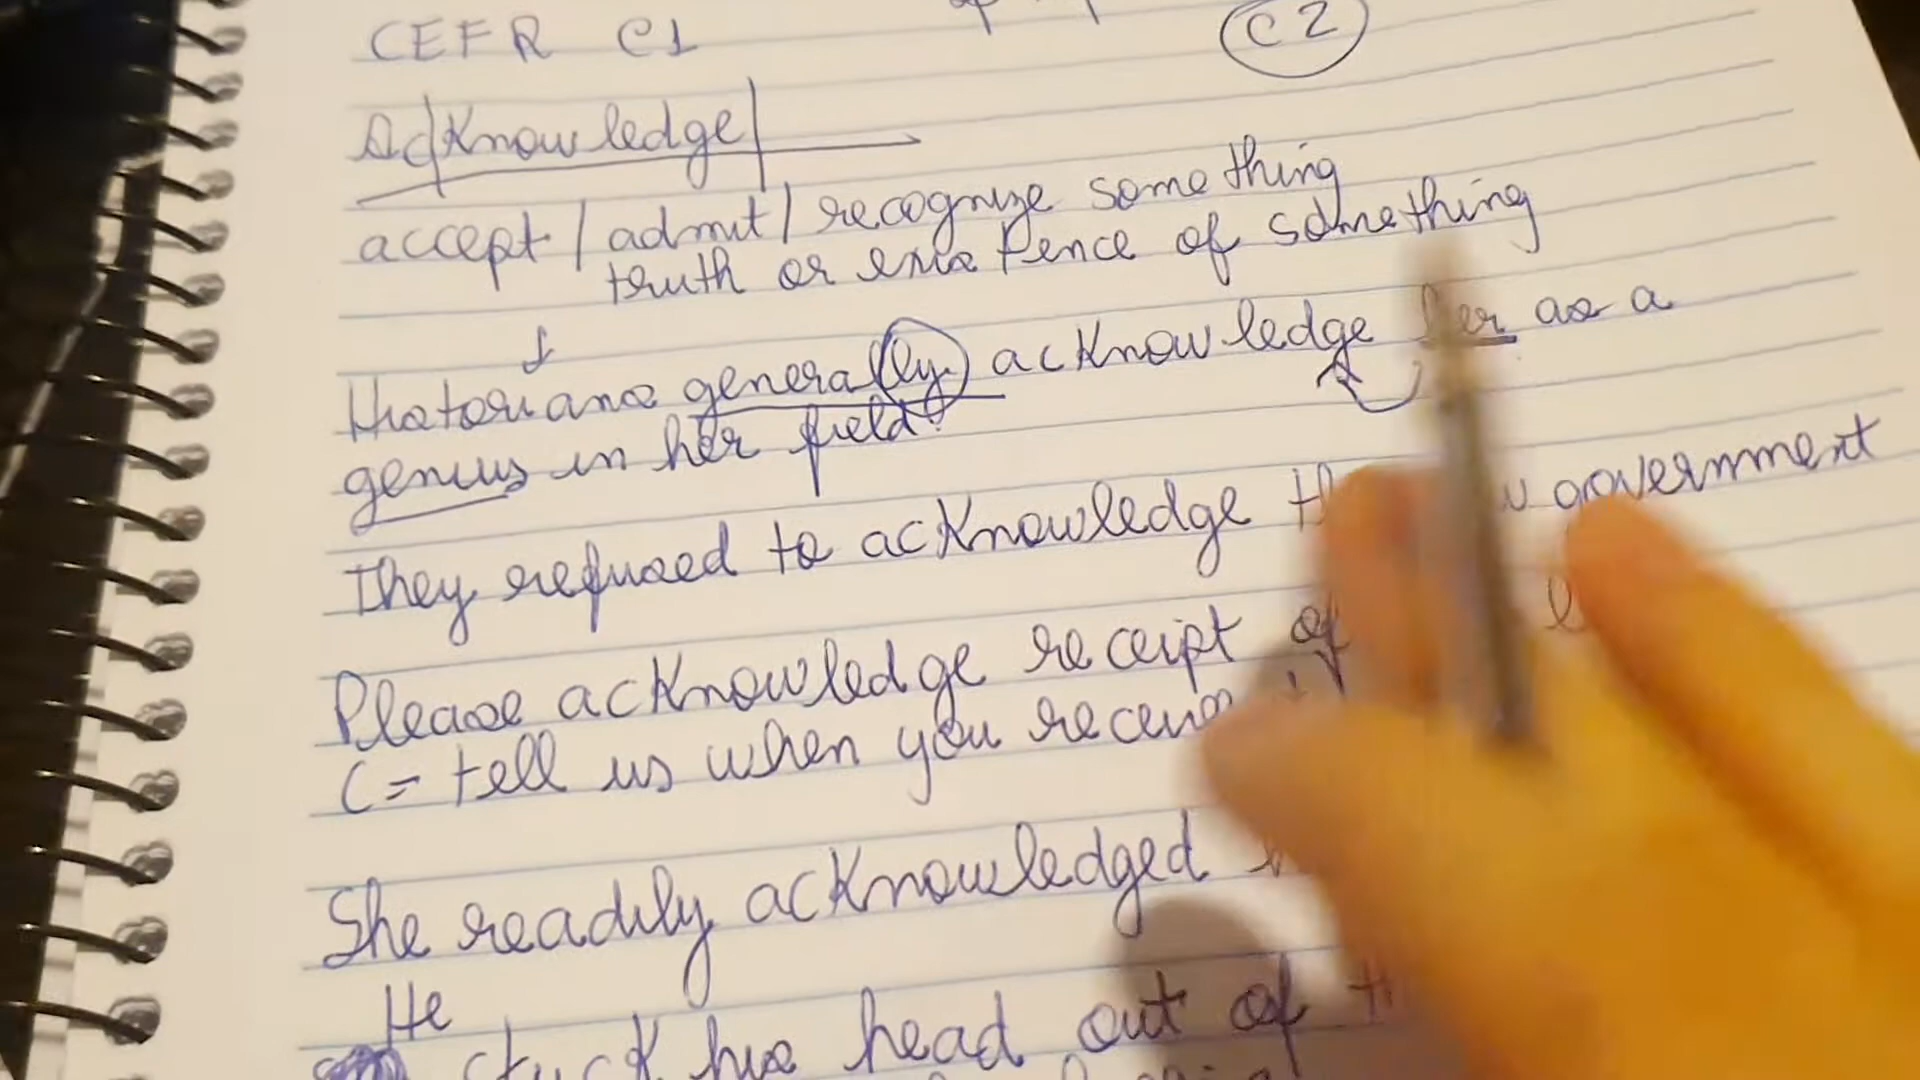 CEFR C1
C2
Acknowledge
accept / admit / recognize something
truth or existence of something
Historians generally acknowledge her as a
genius in her field.
They refused to acknowledge government
Please acknowledge receipt of
(= tell us when you receive
She readily acknowledged
He
stuck his head out of